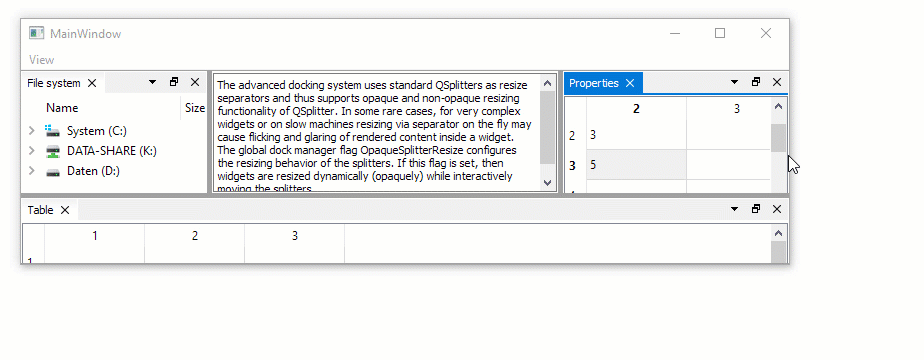 MainWindow
View
File system
Name Size
System (C:)
DATA-SHARE (K:)
Daten (D:)
The advanced docking system uses standard QSplitters as resize
separators and thus supports opaque and non-opaque resizing
functionality of QSplitter. In some rare cases, for very complex
widgets or on slow machines resizing via separator on the fly may
cause flicking and glaring of rendered content inside a widget.
The global dock manager flag OpaqueSplitterResize configures
the resizing behavior of the splitters. If this flag is set, then
widgets are resized dynamically (opaquely) while interactively
moving the splitters.
Properties
2 3
2 3
3 5
Table
1 2 3
1